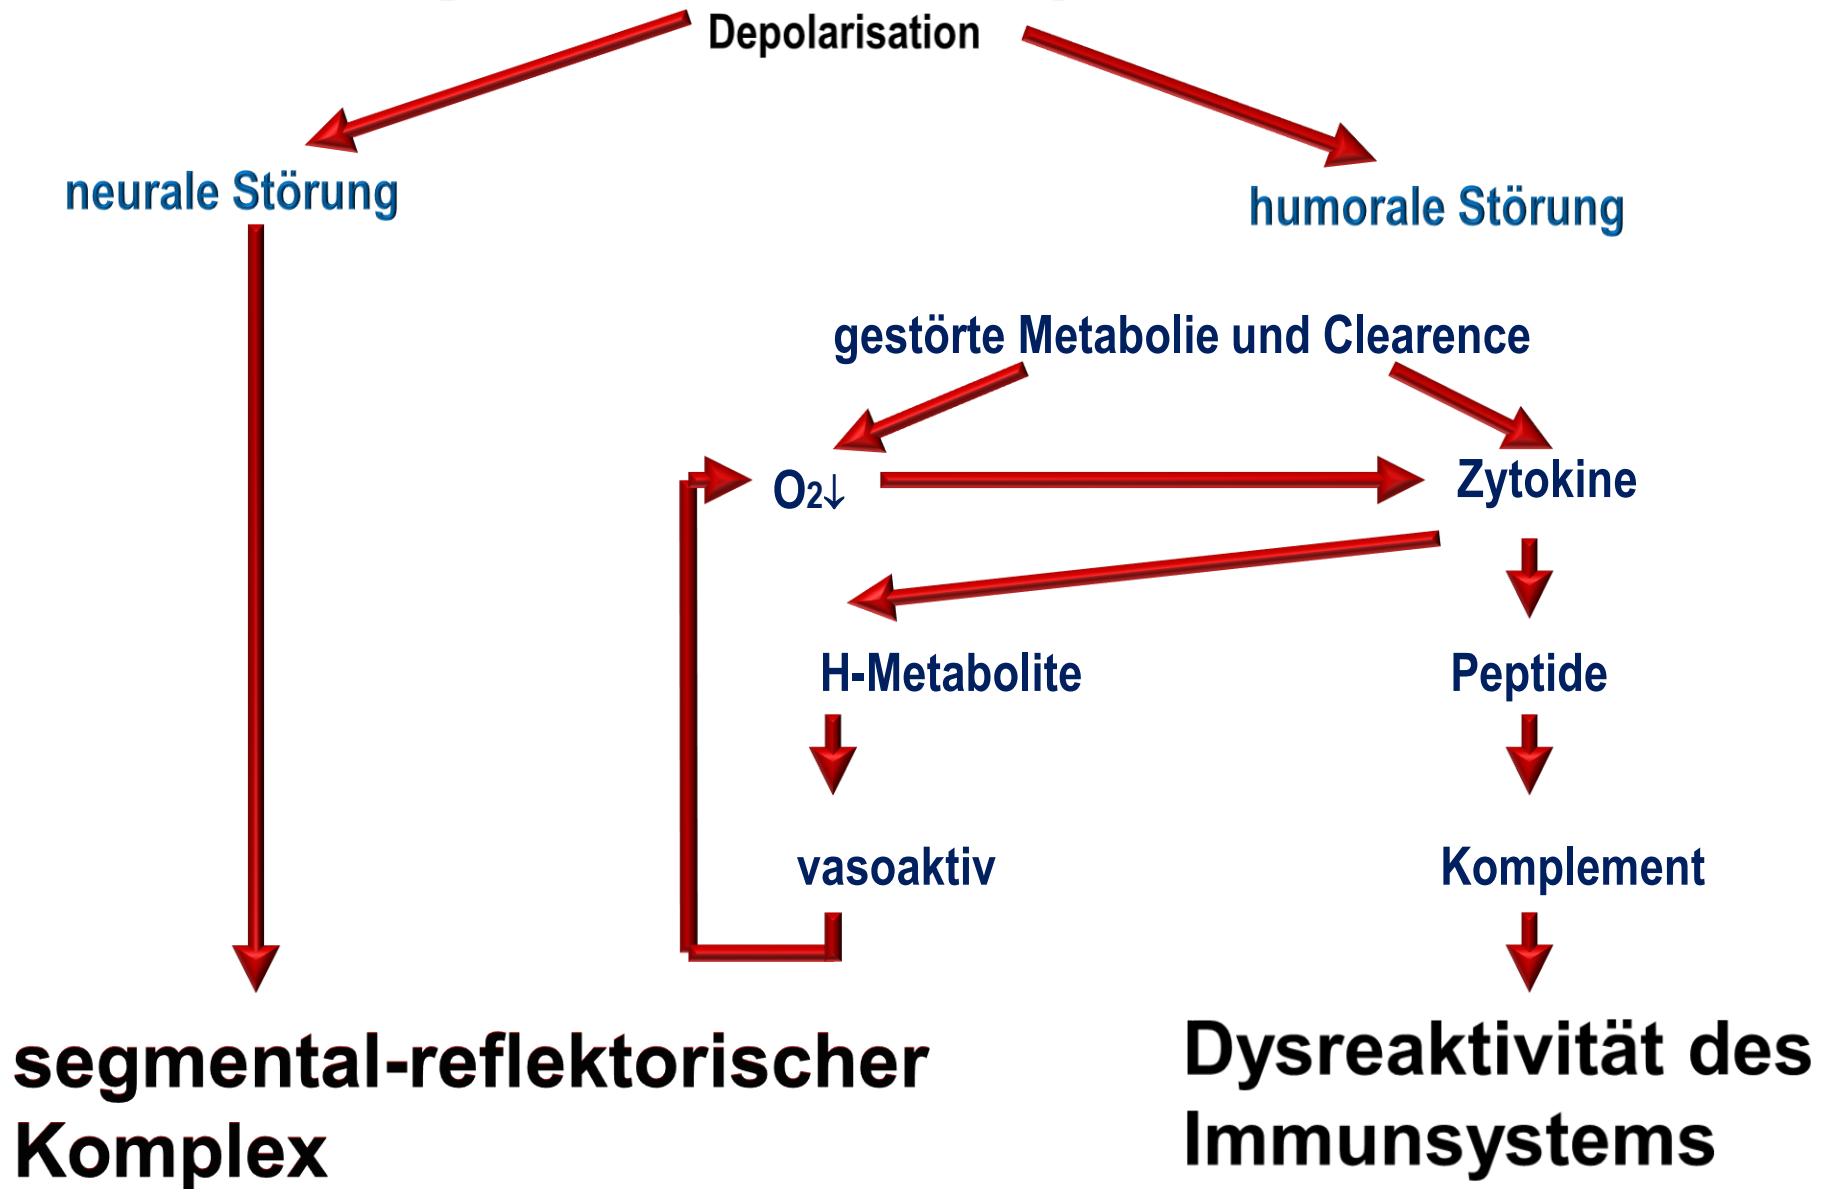 Depolarisation
neurale Störung
humorale Störung
gestörte Metabolie und Clearence
O2↓
Zytokine
H-Metabolite
Peptide
vasoaktiv
Komplement
segmental-reflektorischer
Komplex
Dysreaktivität des
Immunsystems